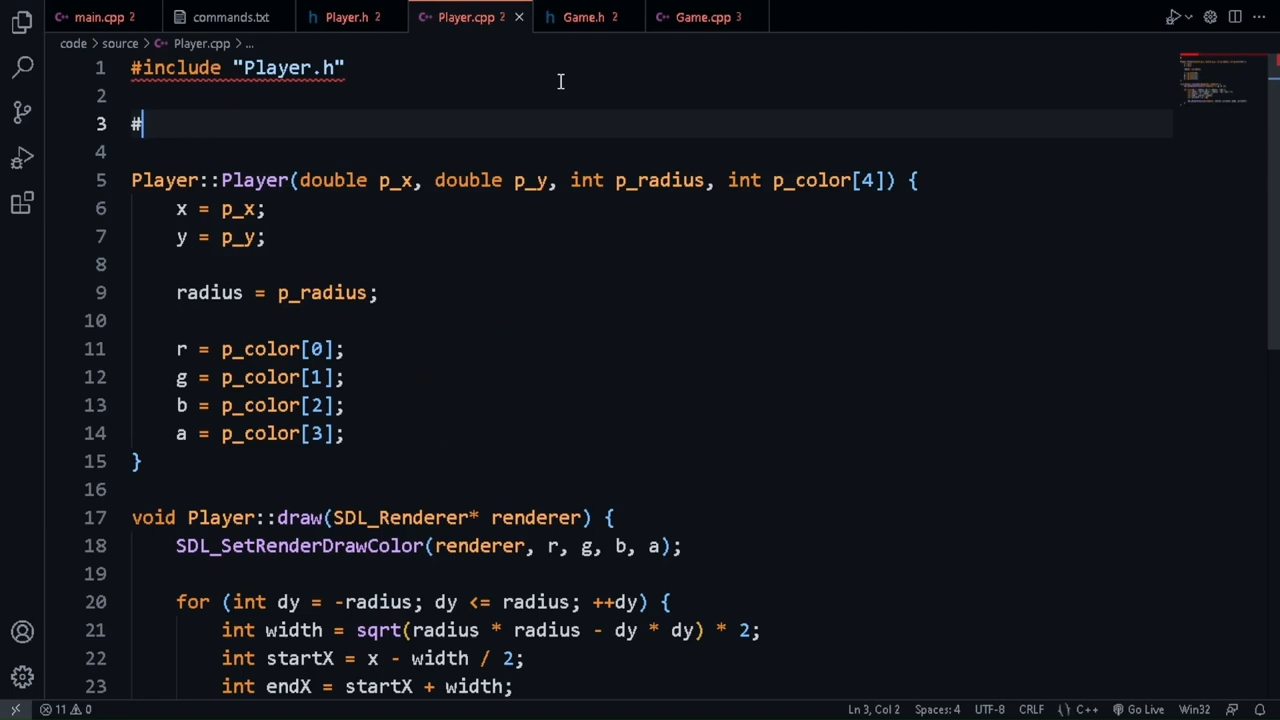 main.cpp 2 commands.txt Player.h 2 Player.cpp 2 Game.h 2 Game.cpp 3
code > source > Player.cpp > ...
1 #include "Player.h"
2
3 #
4
5 Player::Player(double p_x, double p_y, int p_radius, int p_color[4]) {
6 x = p_x;
7 y = p_y;
8
9 radius = p_radius;
10
11 r = p_color[0];
12 g = p_color[1];
13 b = p_color[2];
14 a = p_color[3];
15 }
16
17 void Player::draw(SDL_Renderer* renderer) {
18 SDL_SetRenderDrawColor(renderer, r, g, b, a);
19
20 for (int dy = -radius; dy <= radius; ++dy) {
21 int width = sqrt(radius * radius - dy * dy) * 2;
22 int startX = x - width / 2;
23 int endX = startX + width;
11 0 Ln 3, Col 2 Spaces: 4 UTF-8 CRLF {} C++ Go Live Win32